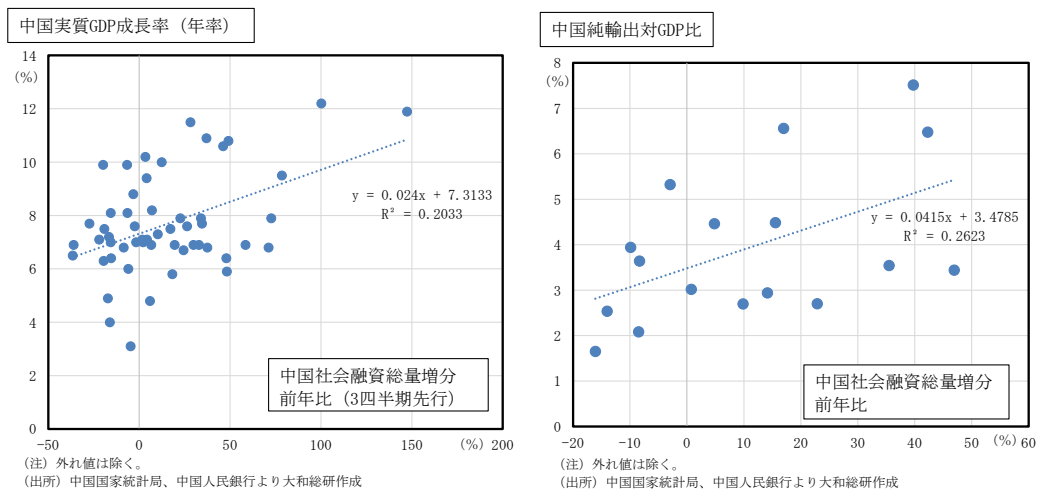 中国実質GDP成長率（年率）
14
(%)
12
10
8
6
4
2
0
y = 0.024x + 7.3133
R² = 0.2033
中国社会融資総量増分
前年比（3四半期先行）
-50
0
50
100
150
(%)
200
（注）外れ値は除く。
（出所）中国国家統計局、中国人民銀行より大和総研作成
中国純輸出対GDP比
8
(%)
7
6
5
4
3
2
1
0
y = 0.0415x + 3.4785
R² = 0.2623
中国社会融資総量増分
前年比
-20
-10
0
10
20
30
40
50
(%)
60
（注）外れ値は除く。
（出所）中国国家統計局、中国人民銀行より大和総研作成